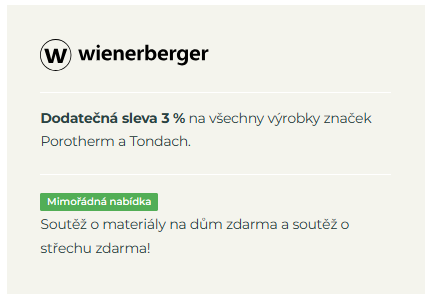 W wienerberger
Dodatečná sleva 3 % na všechny výrobky značek
Porotherm a Tondach.
Mimořádná nabídka
Soutěž o materiály na dům zdarma a soutěž o
střechu zdarma!